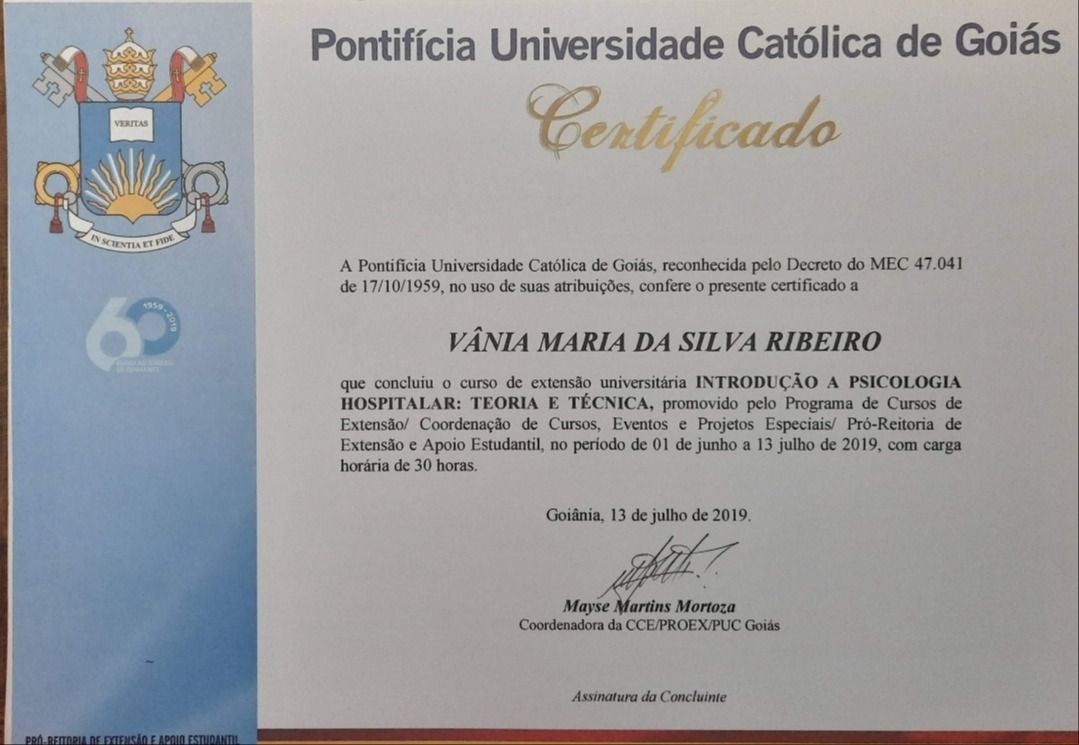 Pontifícia Universidade Católica de Goiás
Certificado
VERITAS
IN SCIENTIA ET FIDE
60
1959 - 2019
A Pontifícia Universidade Católica de Goiás, reconhecida pelo Decreto do MEC 47.041
de 17/10/1959, no uso de suas atribuições, confere o presente certificado a
VÂNIA MARIA DA SILVA RIBEIRO
que concluiu o curso de extensão universitária INTRODUÇÃO A PSICOLOGIA
HOSPITALAR: TEORIA E TÉCNICA, promovido pelo Programa de Cursos de
Extensão/ Coordenação de Cursos, Eventos e Projetos Especiais/ Pró-Reitoria de
Extensão e Apoio Estudantil, no período de 01 de junho a 13 julho de 2019, com carga
horária de 30 horas.
Goiânia, 13 de julho de 2019.
Mayse Martins Mortoza
Coordenadora da CCE/PROEX/PUC Goiás
Assinatura da Concluinte
PRÓ-REITORIA DE EXTENSÃO E APOIO ESTUDANTIL